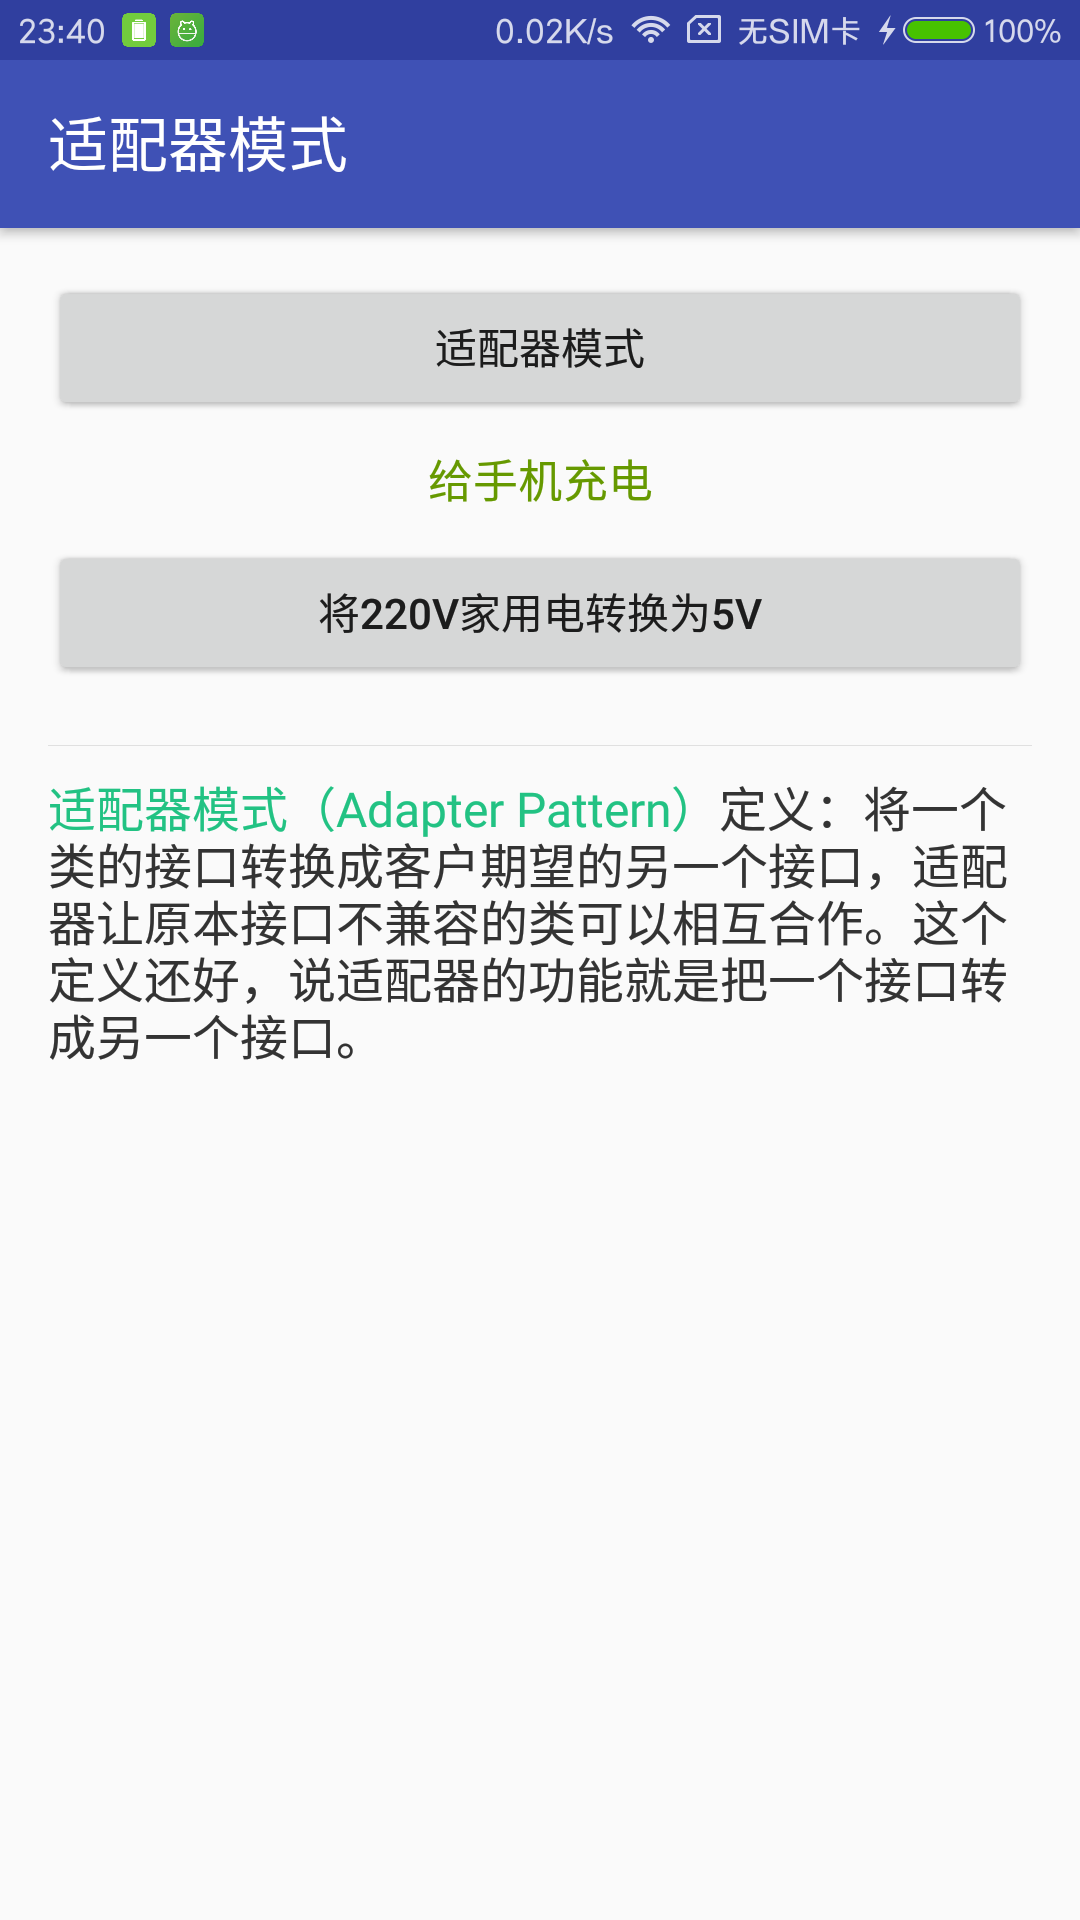 23:40 0.02K/s 无SIM卡 100%
适配器模式
适配器模式
给手机充电
将220V家用电转换为5V
适配器模式（Adapter Pattern）定义：将一个
类的接口转换成客户期望的另一个接口，适配
器让原本接口不兼容的类可以相互合作。这个
定义还好，说适配器的功能就是把一个接口转
成另一个接口。